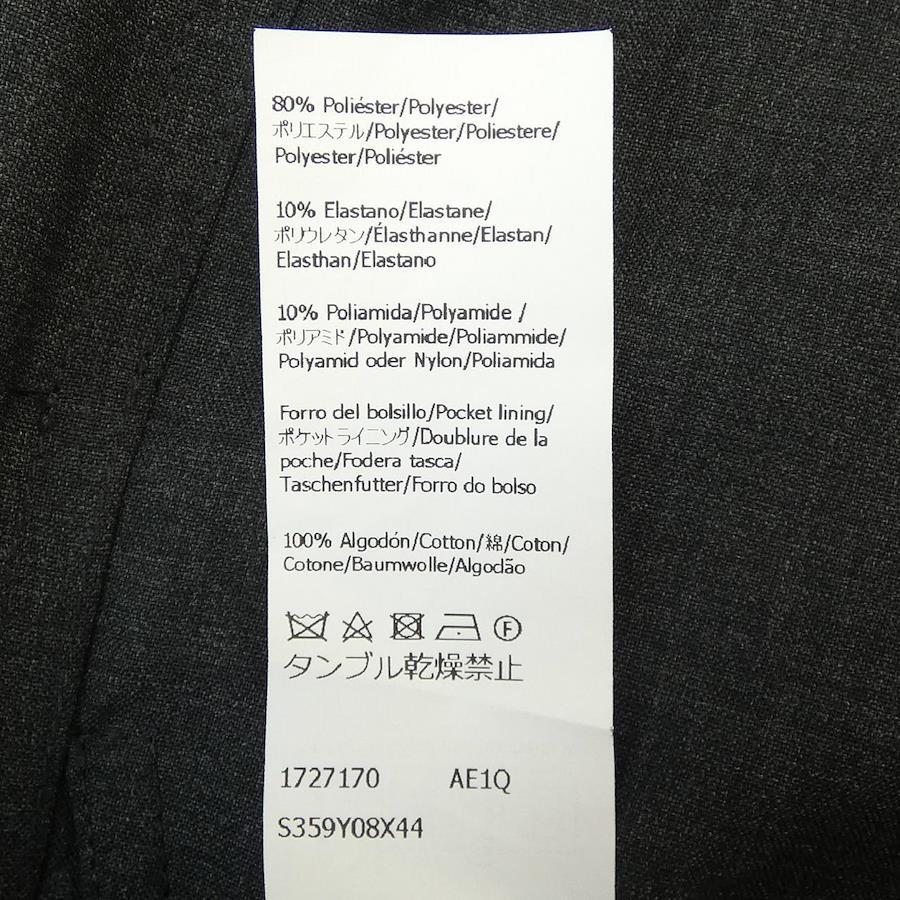 80% Poliéster/Polyester/
ポリエステル/Polyester/Poliestere/
Polyester/Poliéster
10% Elastano/Elastane/
ポリウレタン/Élasthanne/Elastan/
Elasthan/Elastano
10% Poliamida/Polyamide /
ポリアミド/Polyamide/Poliammide/
Polyamid oder Nylon/Poliamida
Forro del bolsillo/Pocket lining/
ポケットライニング/Doublure de la
poche/Fodera tasca/
Taschenfutter/Forro do bolso
100% Algodón/Cotton/綿/Coton/
Cotone/Baumwolle/Algodão
F
タンブル乾燥禁止
1727170 AE1Q
S359Y08X44